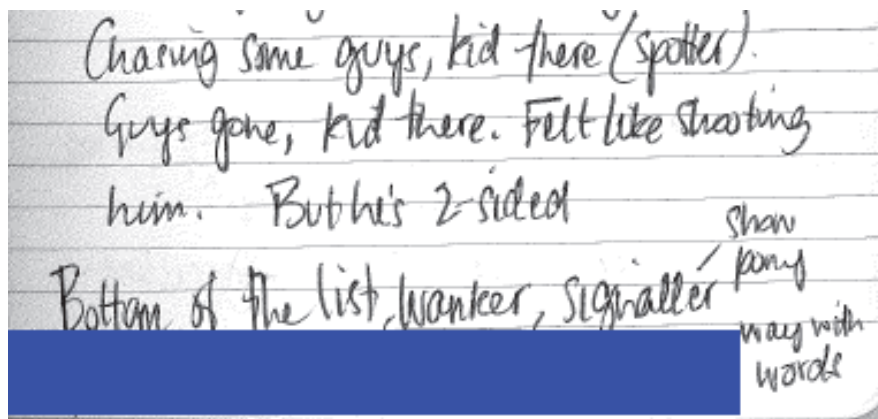 Chasing some guys, kid there (spotter).
Guys gone, kid there. Felt like shooting
him. But he's 2-sided
Bottom of the list, wanker, signaller / show
pony
way with
words